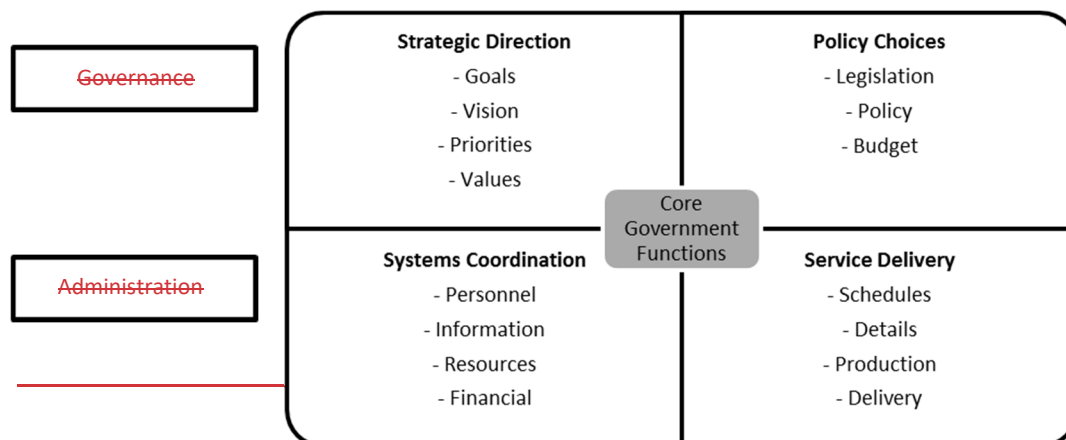 Governance
Strategic Direction
- Goals
- Vision
- Priorities
- Values
Policy Choices
- Legislation
- Policy
- Budget
Core
Government
Functions
Administration
Systems Coordination
- Personnel
- Information
- Resources
- Financial
Service Delivery
- Schedules
- Details
- Production
- Delivery